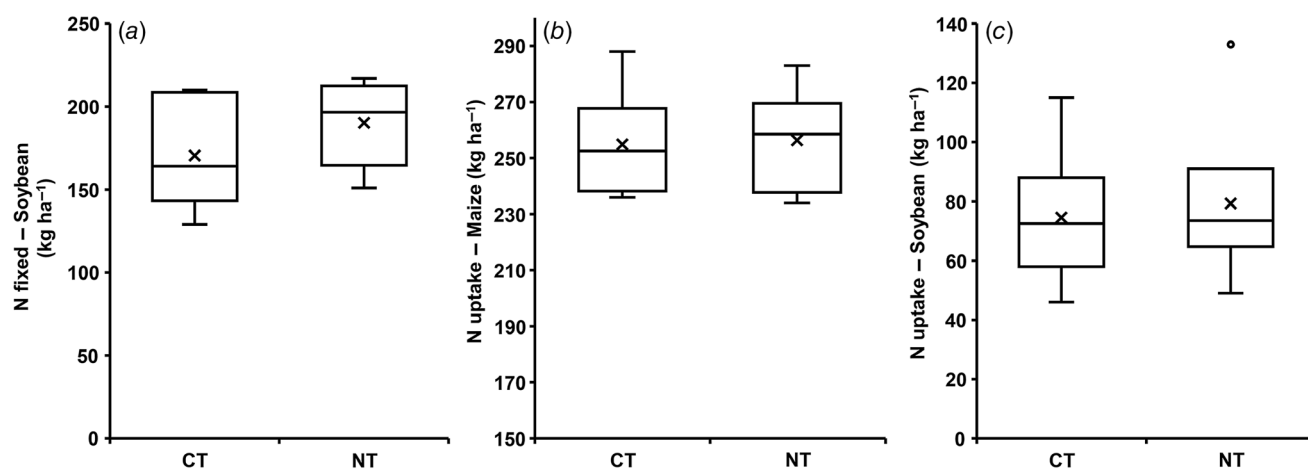 (a)
N fixed – Soybean
(kg ha⁻¹)
250
200
150
100
50
0
CT NT
(b)
N uptake – Maize (kg ha⁻¹)
290
270
250
230
210
190
170
150
CT NT
(c)
N uptake – Soybean (kg ha⁻¹)
140
120
100
80
60
40
20
0
CT NT